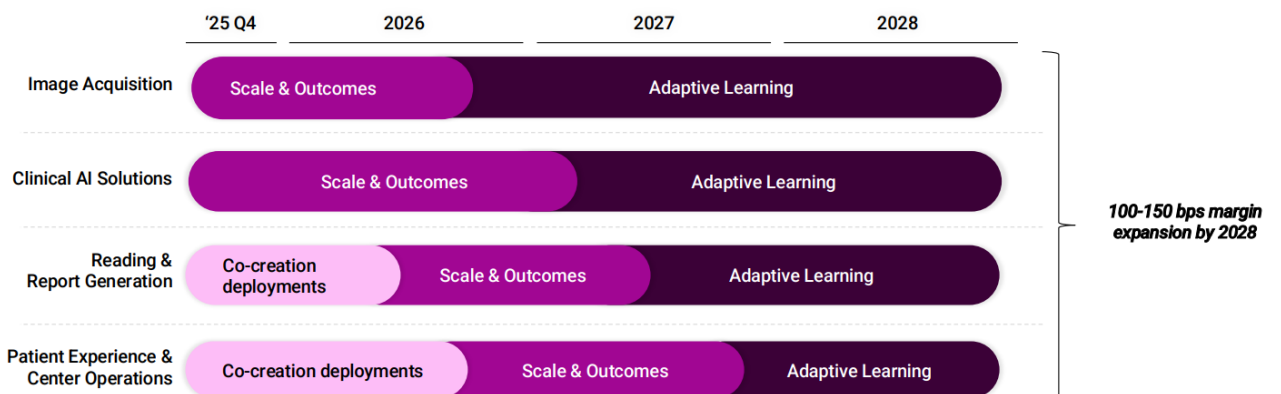 ‘25 Q4 2026 2027 2028
Image Acquisition
Scale & Outcomes
Adaptive Learning
Clinical AI Solutions
Scale & Outcomes
Adaptive Learning
Reading &
Report Generation
Co-creation
deployments
Scale & Outcomes
Adaptive Learning
Patient Experience &
Center Operations
Co-creation deployments
Scale & Outcomes
Adaptive Learning
100-150 bps margin
expansion by 2028